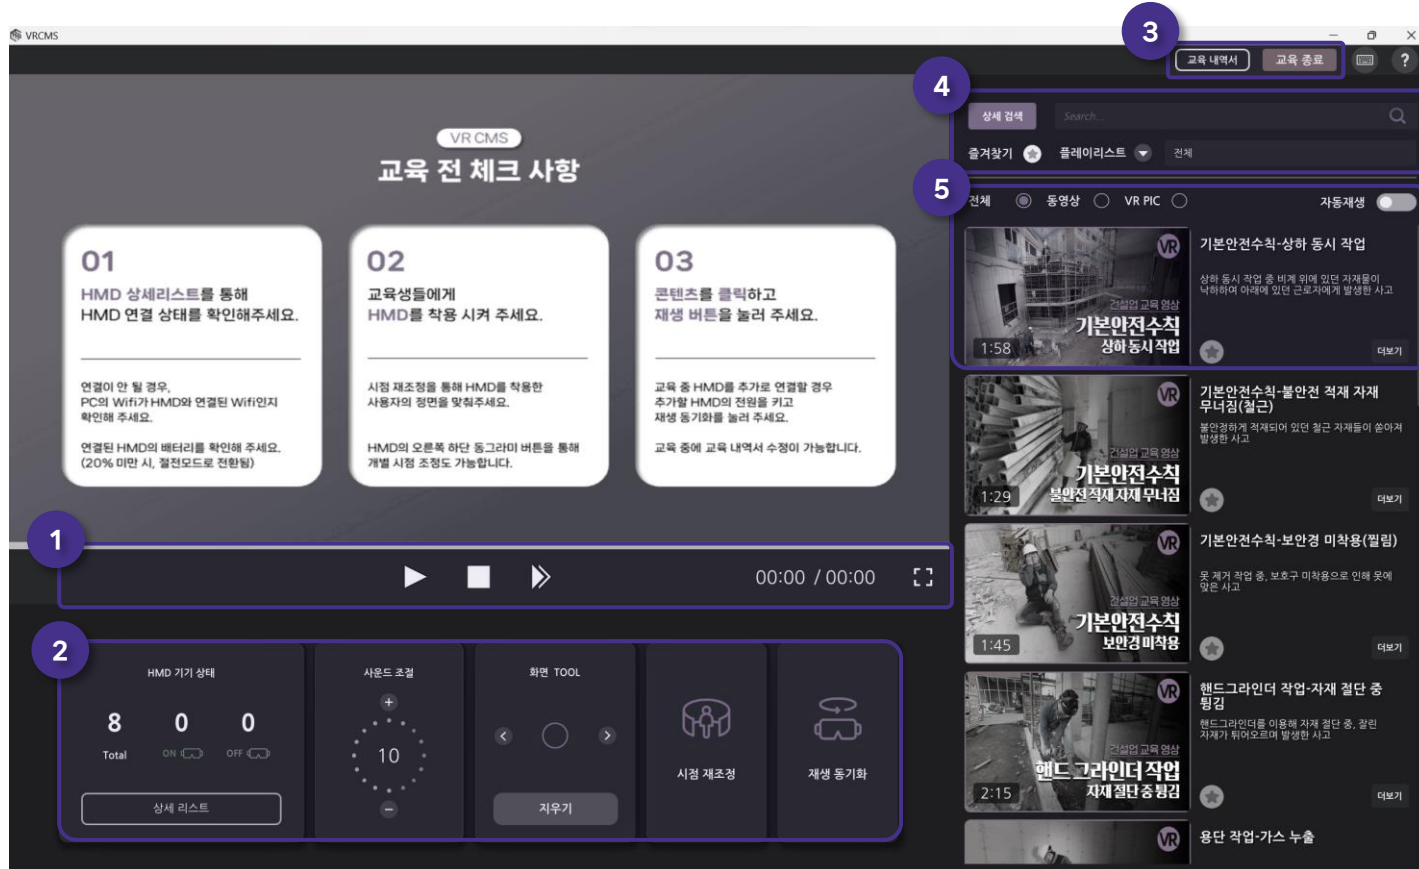 VRCMS
3
교육 내역서
교육 종료
?
4
상세 검색
Search...
즐겨찾기
플레이리스트
전체
5
전체
동영상
VR PIC
자동재생
VR CMS
교육 전 체크 사항
01
HMD 상세리스트를 통해
HMD 연결 상태를 확인해주세요.
연결이 안 될 경우,
PC의 Wifi가 HMD와 연결된 Wifi인지
확인해 주세요.
연결된 HMD의 배터리를 확인해 주세요.
(20% 미만 시, 절전모드로 전환됨)
02
교육생들에게
HMD를 착용 시켜 주세요.
시점 재조정을 통해 HMD를 착용한
사용자의 정면을 맞춰주세요.
HMD의 오른쪽 하단 동그라미 버튼을 통해
개별 시점 조정도 가능합니다.
03
콘텐츠를 클릭하고
재생 버튼을 눌러 주세요.
교육 중 HMD를 추가로 연결할 경우
추가할 HMD의 전원을 키고
재생 동기화를 눌러 주세요.
교육 중에 교육 내역서 수정이 가능합니다.
1
00:00 / 00:00
2
HMD 기기 상태
8 0 0
Total ON OFF
상세 리스트
사운드 조절
+
10
−
화면 TOOL
지우기
시점 재조정
재생 동기화
VR
건설업 교육 영상
기본안전수칙
상하 동시 작업
1:58
기본안전수칙-상하 동시 작업
상하 동시 작업 중 비계 위에 있던 자재물이
낙하하여 아래에 있던 근로자에게 발생한 사고
더보기
VR
건설업 교육 영상
기본안전수칙
불안전 적재 자재 무너짐
1:29
기본안전수칙-불안전 적재 자재
무너짐(철근)
불안정하게 적재되어 있던 철근 자재들이 쏟아져
발생한 사고
더보기
VR
건설업 교육 영상
기본안전수칙
보안경 미착용
1:45
기본안전수칙-보안경 미착용(찔림)
못 제거 작업 중, 보호구 미착용으로 인해 못에
맞은 사고
더보기
VR
건설업 교육 영상
핸드 그라인더 작업
자재 절단 중 튕김
2:15
핸드그라인더 작업-자재 절단 중
튕김
핸드그라인더를 이용해 자재 절단 중, 잘린
자재가 튀어오르며 발생한 사고
더보기
VR
용단 작업-가스 누출